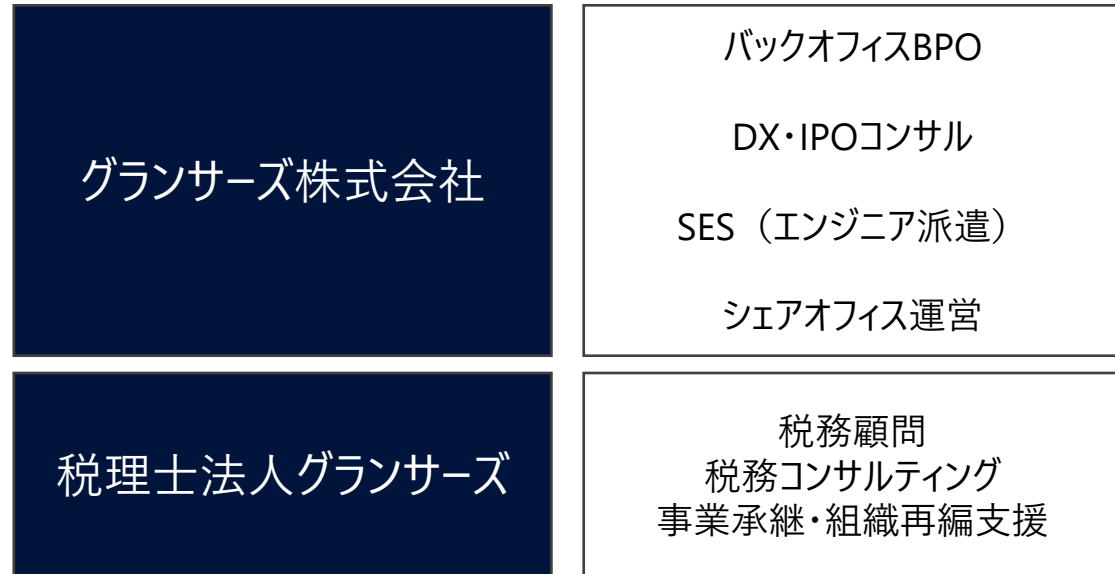 グランサーズ株式会社
バックオフィスBPO
DX・IPOコンサル
SES（エンジニア派遣）
シェアオフィス運営
税理士法人グランサーズ
税務顧問
税務コンサルティング
事業承継・組織再編支援